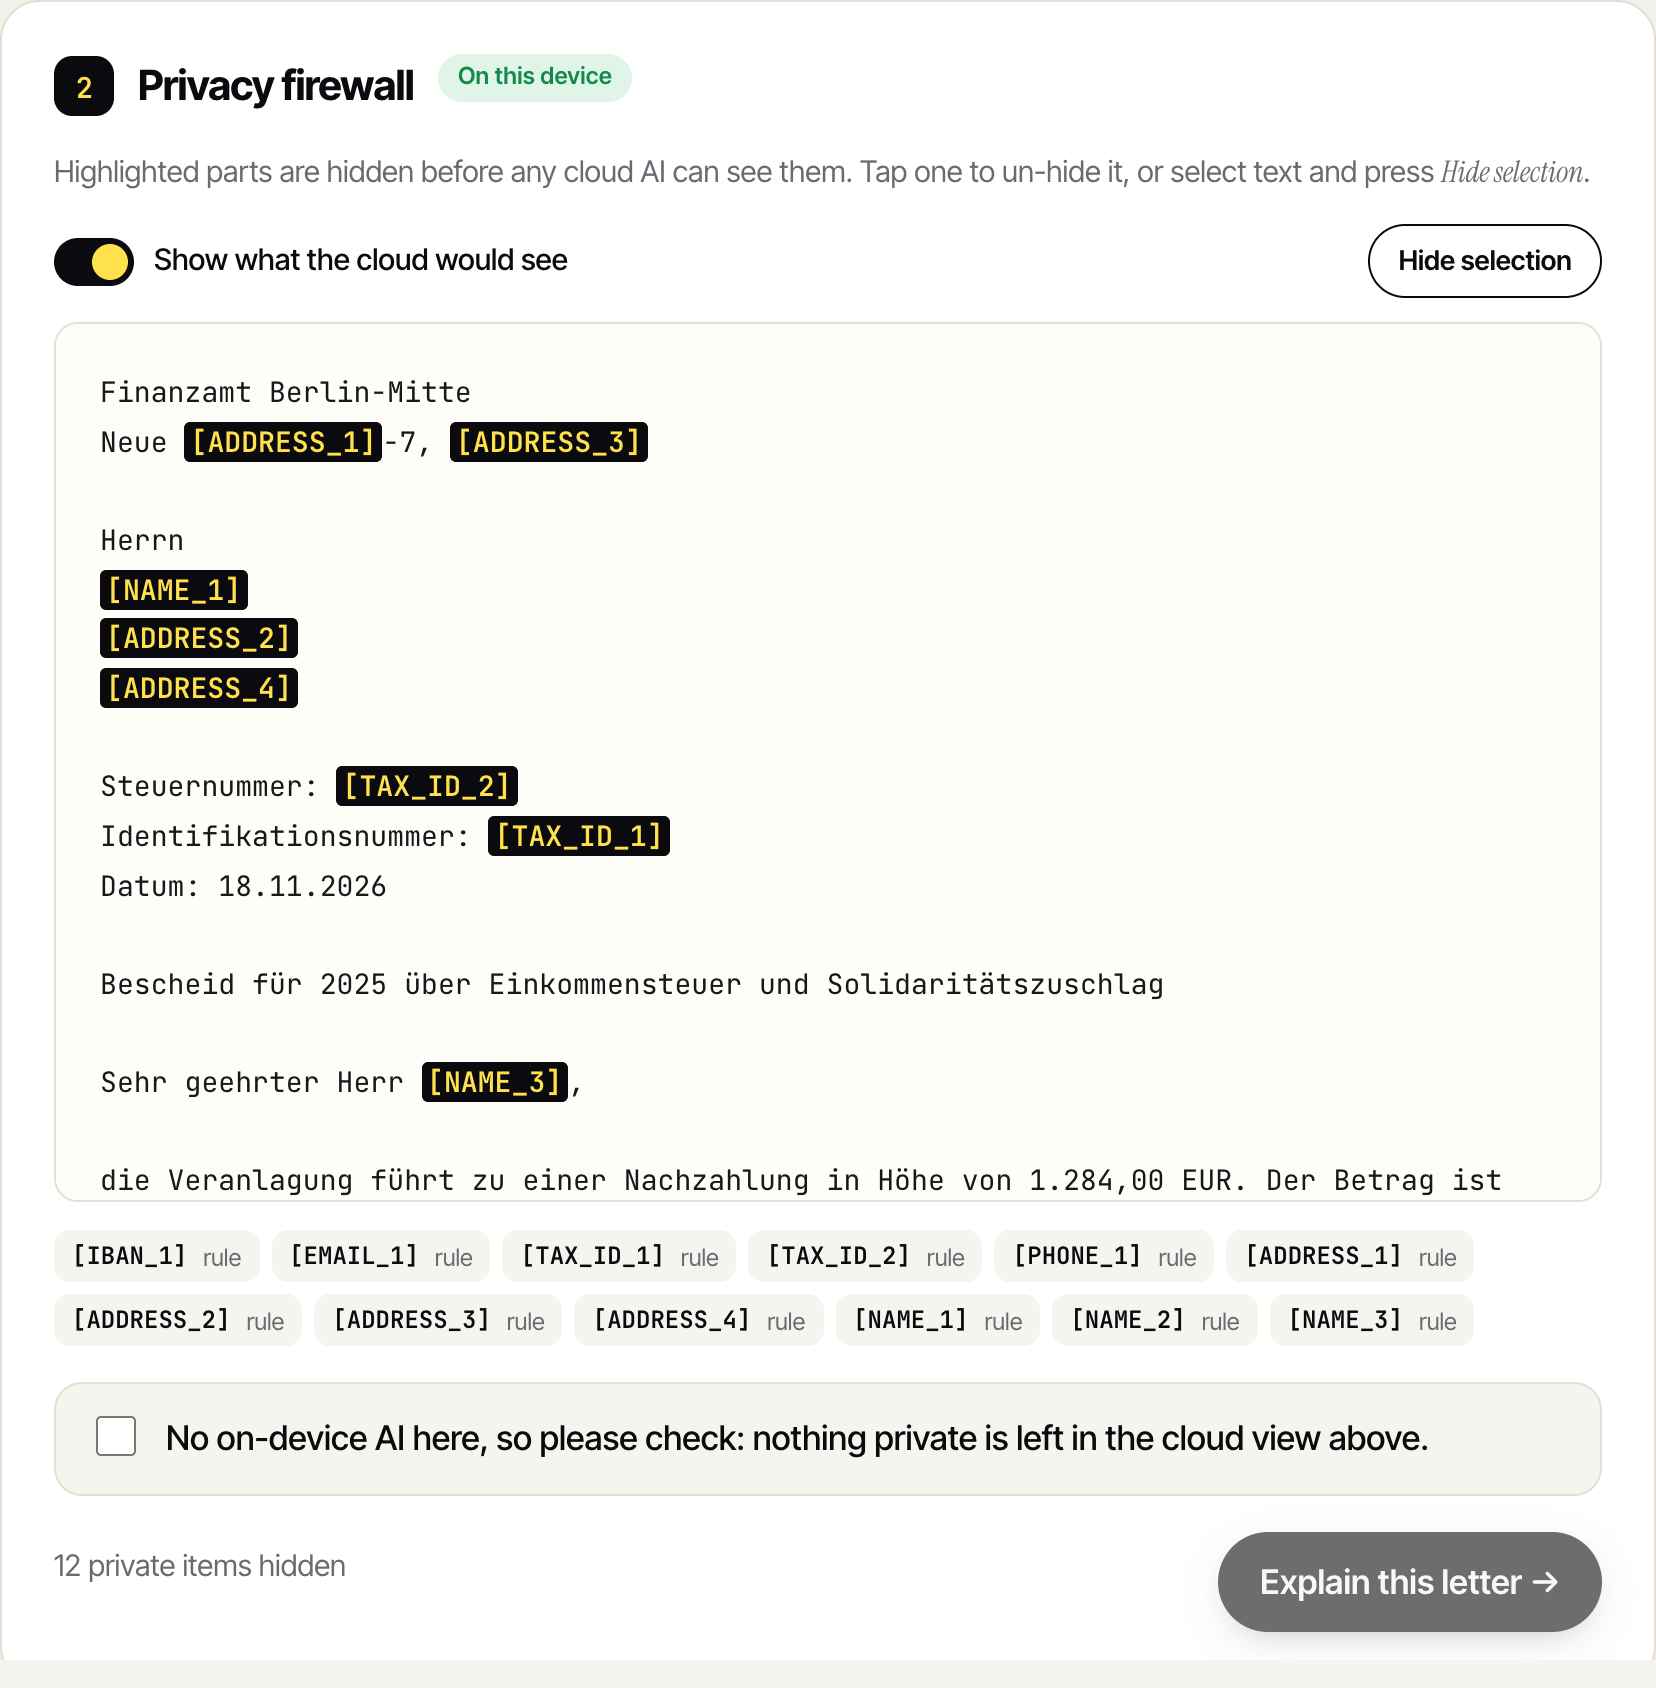 2 Privacy firewall On this device
Highlighted parts are hidden before any cloud AI can see them. Tap one to un-hide it, or select text and press Hide selection.
Show what the cloud would see Hide selection
Finanzamt Berlin-Mitte
Neue [ADDRESS_1]-7, [ADDRESS_3]
Herrn
[NAME_1]
[ADDRESS_2]
[ADDRESS_4]
Steuernummer: [TAX_ID_2]
Identifikationsnummer: [TAX_ID_1]
Datum: 18.11.2026
Bescheid für 2025 über Einkommensteuer und Solidaritätszuschlag
Sehr geehrter Herr [NAME_3],
die Veranlagung führt zu einer Nachzahlung in Höhe von 1.284,00 EUR. Der Betrag ist
[IBAN_1] rule [EMAIL_1] rule [TAX_ID_1] rule [TAX_ID_2] rule [PHONE_1] rule [ADDRESS_1] rule
[ADDRESS_2] rule [ADDRESS_3] rule [ADDRESS_4] rule [NAME_1] rule [NAME_2] rule [NAME_3] rule
No on-device AI here, so please check: nothing private is left in the cloud view above.
12 private items hidden Explain this letter →